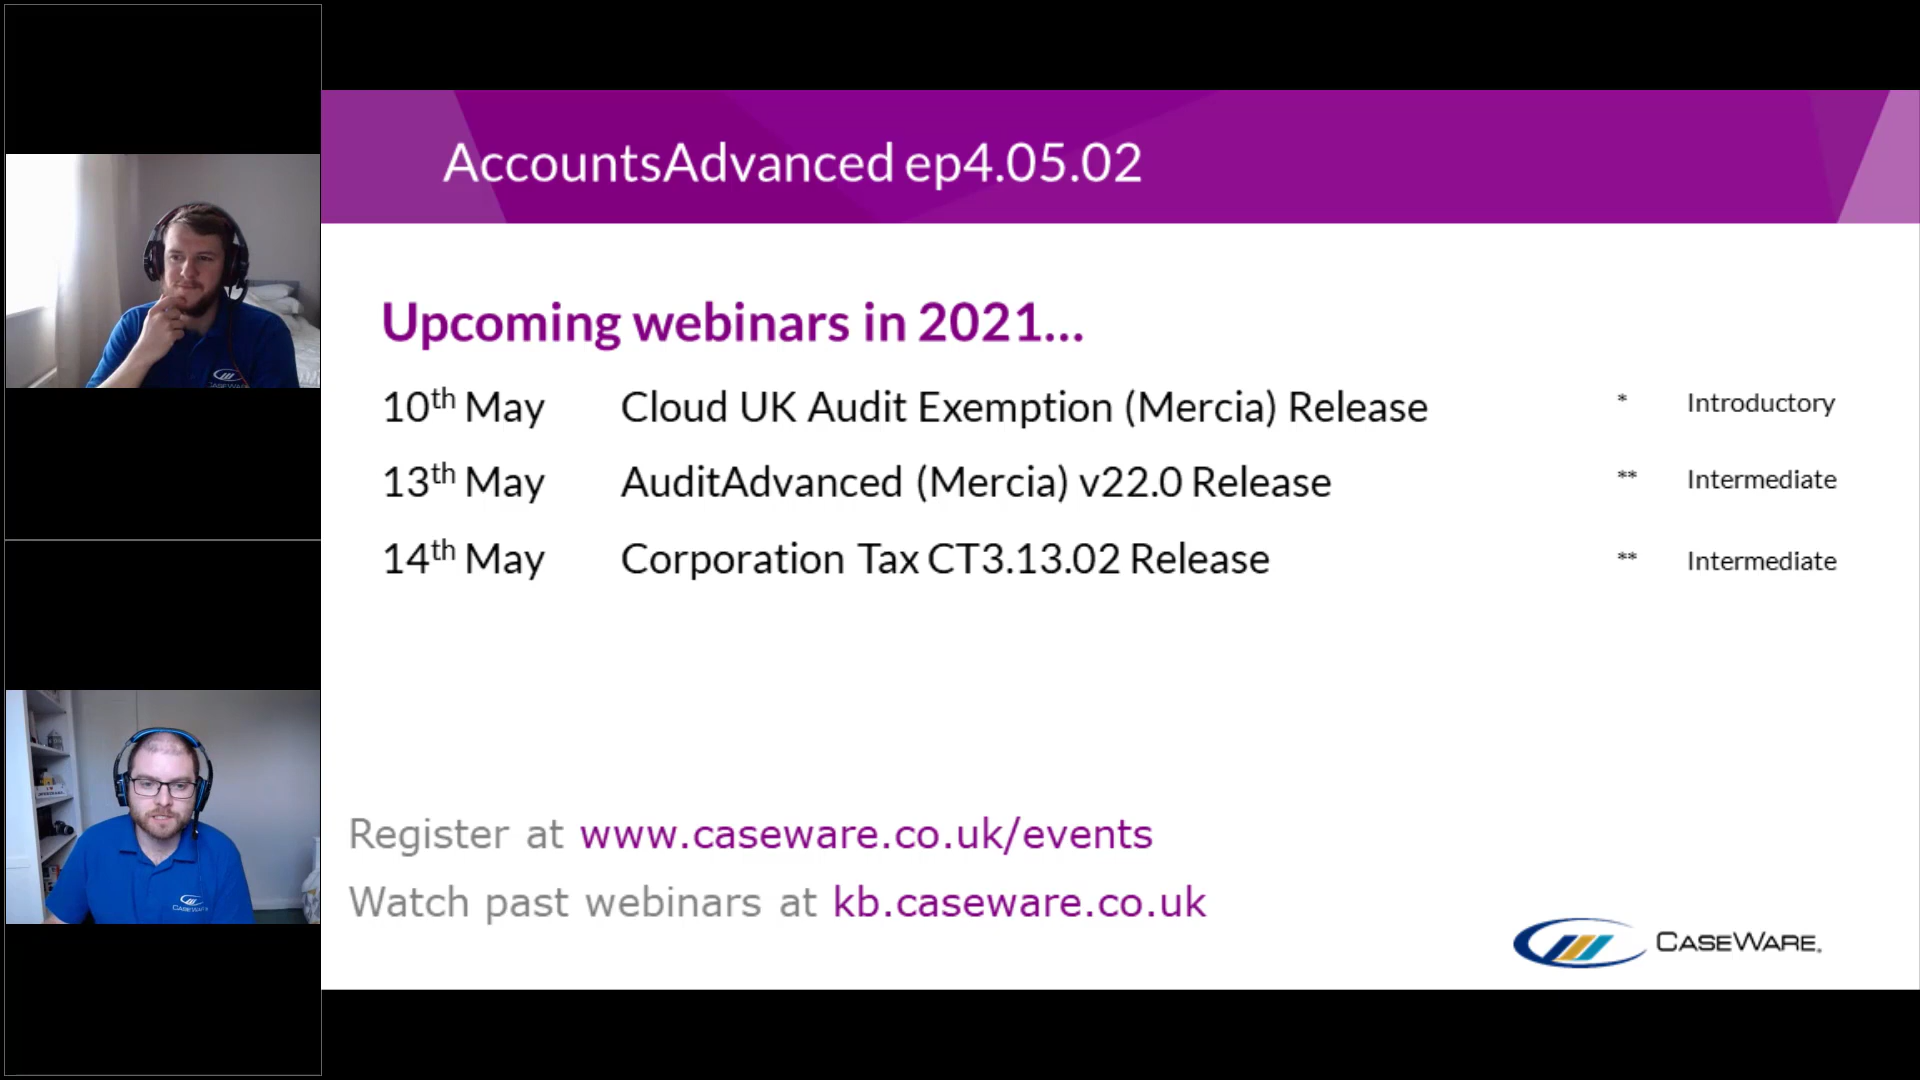 AccountsAdvanced ep4.05.02
Upcoming webinars in 2021...
10th May Cloud UK Audit Exemption (Mercia) Release * Introductory
13th May AuditAdvanced (Mercia) v22.0 Release ** Intermediate
14th May Corporation Tax CT3.13.02 Release ** Intermediate
Register at www.caseware.co.uk/events
Watch past webinars at kb.caseware.co.uk
CASEWARE
CASEWARE
CASEWARE